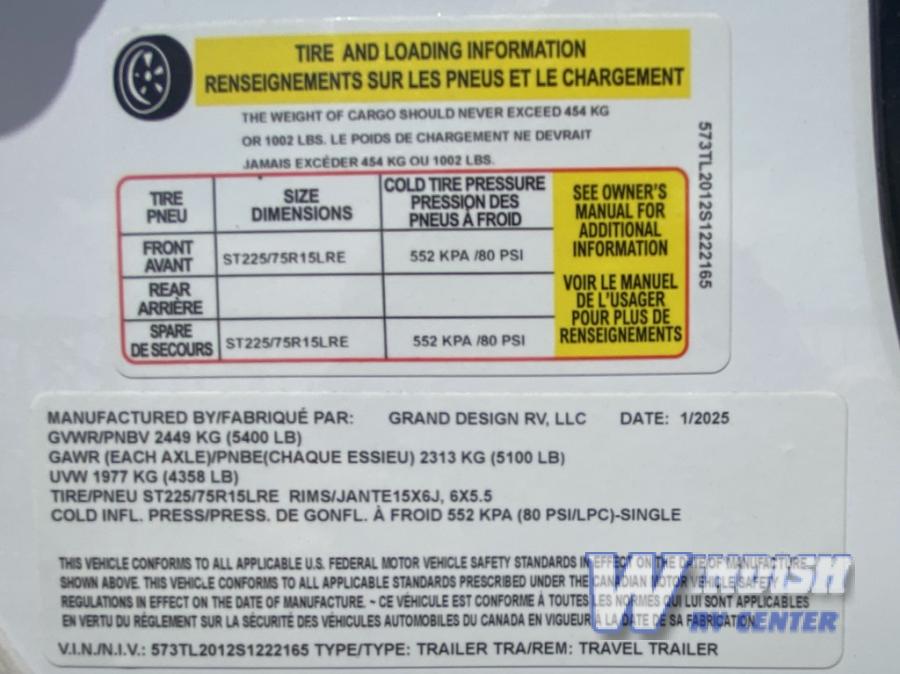 TIRE AND LOADING INFORMATION
RENSEIGNEMENTS SUR LES PNEUS ET LE CHARGEMENT
THE WEIGHT OF CARGO SHOULD NEVER EXCEED 454 KG
OR 1002 LBS. LE POIDS DE CHARGEMENT NE DEVRAIT
JAMAIS EXCÉDER 454 KG OU 1002 LBS.
TIRE
PNEU
SIZE
DIMENSIONS
COLD TIRE PRESSURE
PRESSION DES
PNEUS À FROID
FRONT
AVANT
ST225/75R15LRE
552 KPA /80 PSI
REAR
ARRIÈRE
SPARE
DE SECOURS
ST225/75R15LRE
552 KPA /80 PSI
SEE OWNER'S
MANUAL FOR
ADDITIONAL
INFORMATION
VOIR LE MANUEL
DE L'USAGER
POUR PLUS DE
RENSEIGNEMENTS
573TL2012S1222165
MANUFACTURED BY/FABRIQUÉ PAR: GRAND DESIGN RV, LLC DATE: 1/2025
GVWR/PNBV 2449 KG (5400 LB)
GAWR (EACH AXLE)/PNBE(CHAQUE ESSIEU) 2313 KG (5100 LB)
UVW 1977 KG (4358 LB)
TIRE/PNEU ST225/75R15LRE RIMS/JANTE15X6J, 6X5.5
COLD INFL. PRESS/PRESS. DE GONFL. À FROID 552 KPA (80 PSI/LPC)-SINGLE
THIS VEHICLE CONFORMS TO ALL APPLICABLE U.S. FEDERAL MOTOR VEHICLE SAFETY STANDARDS IN EFFECT ON THE DATE OF MANUFACTURE
SHOWN ABOVE. THIS VEHICLE CONFORMS TO ALL APPLICABLE STANDARDS PRESCRIBED UNDER THE CANADIAN MOTOR VEHICLE SAFETY
REGULATIONS IN EFFECT ON THE DATE OF MANUFACTURE. ~ CE VÉHICULE EST CONFORME À TOUTES LES NORMES QUI LUI SONT APPLICABLES
EN VERTU DU RÉGLEMENT SUR LA SÉCURITÉ DES VÉHICULES AUTOMOBILES DU CANADA EN VIGUEUR À LA DATE DE SA FABRICATION.
WANDISH
RV CENTER
V.I.N./N.I.V.: 573TL2012S1222165 TYPE/TYPE: TRAILER TRA/REM: TRAVEL TRAILER